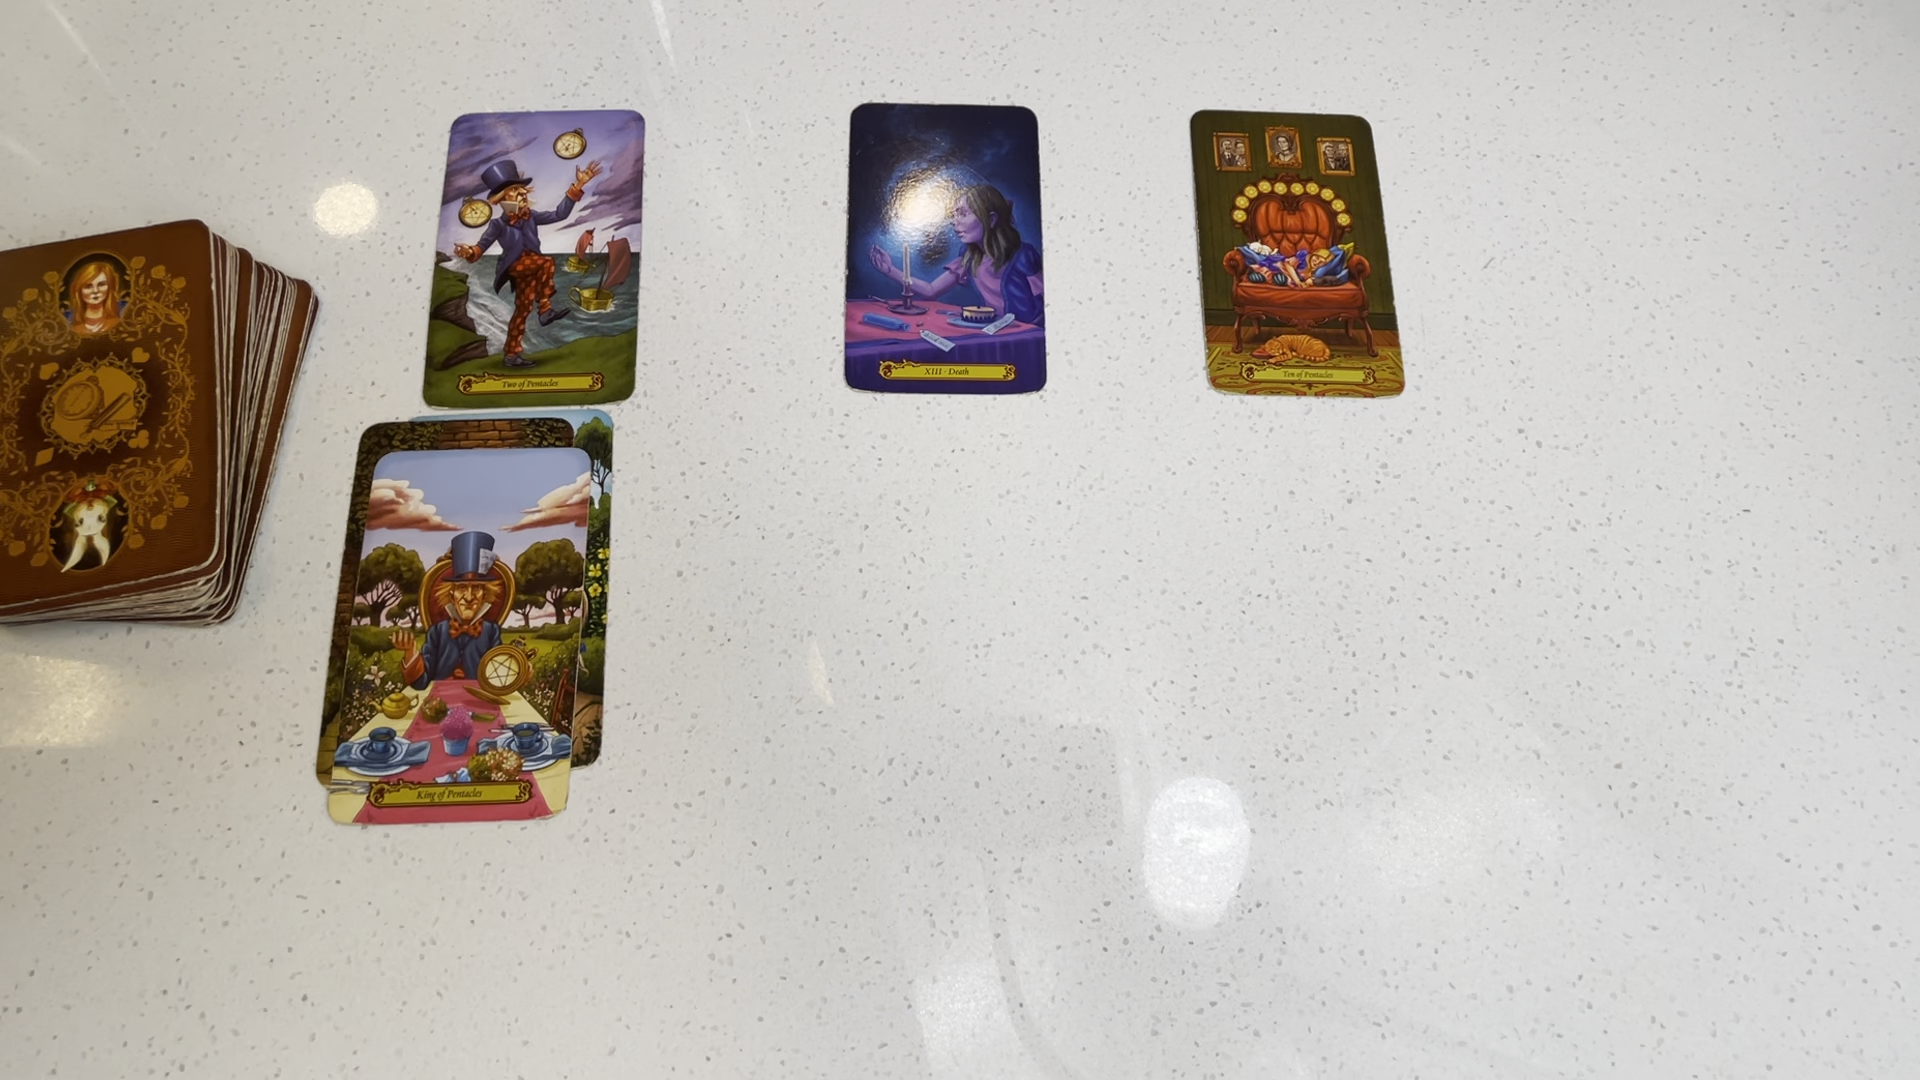 Two of Pentacles
XIII · Death
Ten of Pentacles
King of Pentacles